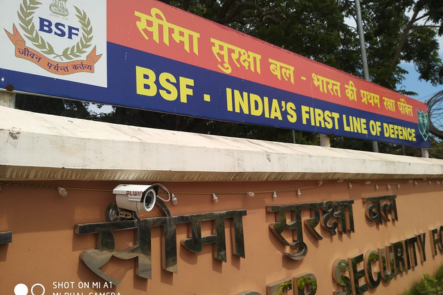 BSF
जीवन पर्यन्त कर्तव्य
सीमा सुरक्षा बल - भारत की प्रथम रक्षा पंक्ति
BSF - INDIA'S FIRST LINE OF DEFENCE
सीमा सुरक्षा बल
SECURITY
SHOT ON MI A1
MI DUAL CAMERA